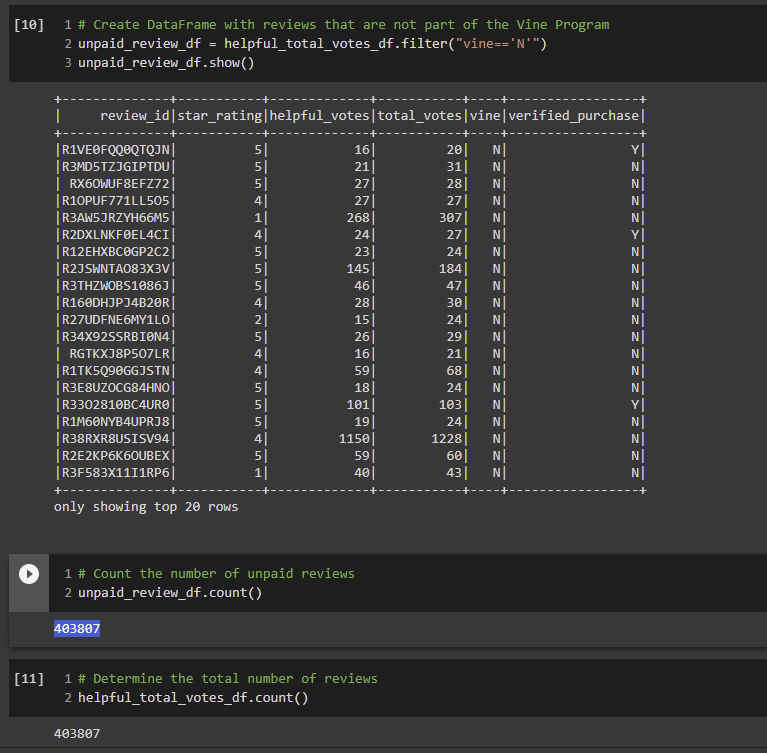 [10] 1 # Create DataFrame with reviews that are not part of the Vine Program
2 unpaid_review_df = helpful_total_votes_df.filter("vine=='N'")
3 unpaid_review_df.show()
+--------------+-----------+-------------+-----------+----+-----------------+
|     review_id|star_rating|helpful_votes|total_votes|vine|verified_purchase|
+--------------+-----------+-------------+-----------+----+-----------------+
|R1VE0FQQ0QTQJN|          5|           16|         20|   N|                Y|
|R3MD5TZJGIPTDU|          5|           21|         31|   N|                N|
| RX6OWUF8EFZ72|          5|           27|         28|   N|                N|
|R1OPUF771LL5O5|          4|           27|         27|   N|                N|
|R3AW5JRZYH66M5|          1|          268|        307|   N|                N|
|R2DXLNKF0EL4CI|          4|           24|         27|   N|                Y|
|R12EHXBC0GP2C2|          5|           23|         24|   N|                N|
|R2JSWNTAO83X3V|          5|          145|        184|   N|                N|
|R3THZWOBS1086J|          5|           46|         47|   N|                N|
|R160DHJPJ4B20R|          4|           28|         30|   N|                N|
|R27UDFNE6MY1LO|          2|           15|         24|   N|                N|
|R34X92SSRBI0N4|          5|           26|         29|   N|                N|
| RGTKXJ8P5O7LR|          4|           16|         21|   N|                N|
|R1TK5Q90GGJSTN|          4|           59|         68|   N|                N|
|R3E8UZOCG84HNO|          5|           18|         24|   N|                N|
|R33O2810BC4UR0|          5|          101|        103|   N|                Y|
|R1M60NYB4UPRJ8|          5|           19|         24|   N|                N|
|R38RXR8USISV94|          4|         1150|       1228|   N|                N|
|R2E2KP6K6OUBEX|          5|           59|         60|   N|                N|
|R3F583X11I1RP6|          1|           40|         43|   N|                N|
+--------------+-----------+-------------+-----------+----+-----------------+
only showing top 20 rows
1 # Count the number of unpaid reviews
2 unpaid_review_df.count()
403807
[11] 1 # Determine the total number of reviews
2 helpful_total_votes_df.count()
403807